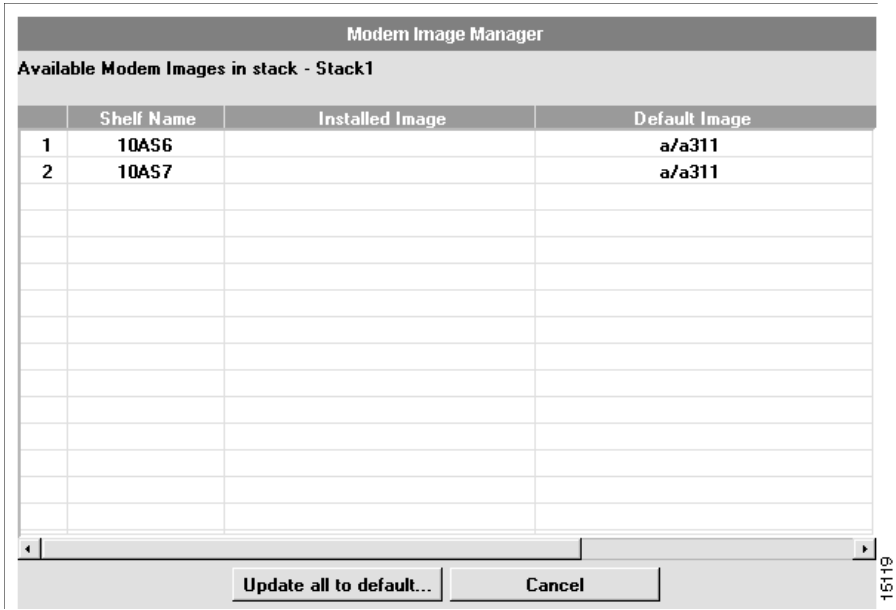 Modem Image Manager
Available Modem Images in stack - Stack1
Shelf Name Installed Image Default Image
1 10AS6 a/a311
2 10AS7 a/a311
Update all to default... Cancel
16119